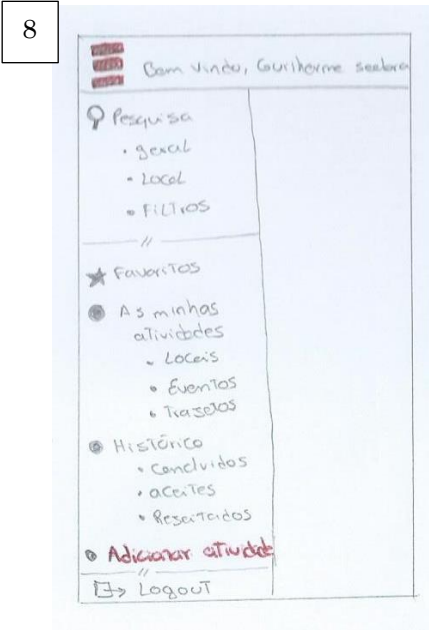 8
Bem vindo, Guilherme seabra
Pesquisa
• geral
• Local
• FILTROS
//
Favoritos
As minhas
atividades
• Locais
• Eventos
• Trajetos
Histórico
• Concluídos
• aceites
• Rejeitados
• Adicionar atividade
//
Logout